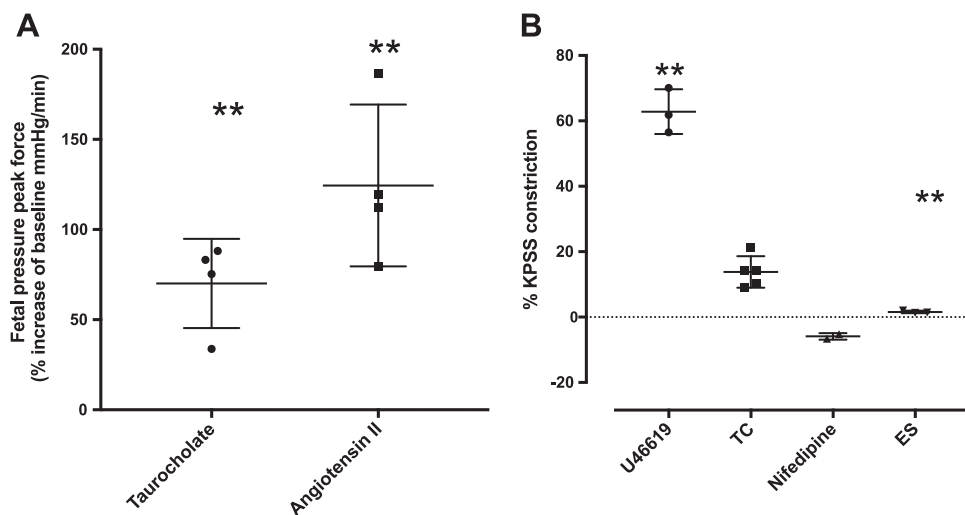 A
Fetal pressure peak force
(% increase of baseline mmHg/min)
200
150
100
50
0
**
**
Taurocholate
Angiotensin II
B
% KPSS constriction
80
60
40
20
0
-20
**
**
U46619
TC
Nifedipine
ES